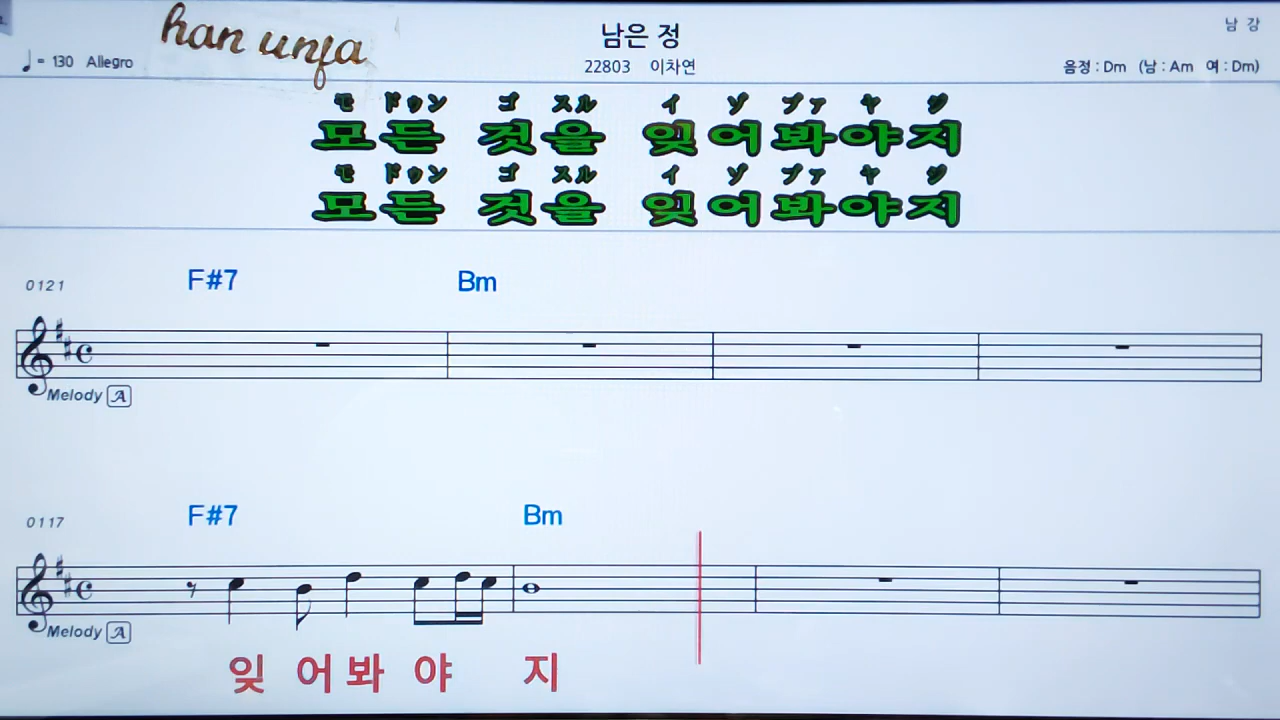 han unfa
남은 정
남 강
♩= 130 Allegro
22803 이차연
음정 : Dm (남 : Am 여 : Dm)
モ ドゥン ゴ スル イ ゾ ブァ ヤ ジ
모든 것을 잊어봐야지
モ ドゥン ゴ スル イ ゾ ブァ ヤ ジ
모든 것을 잊어봐야지
0121 F#7 Bm
Melody A
0117 F#7 Bm
Melody A
잊 어 봐 야 지